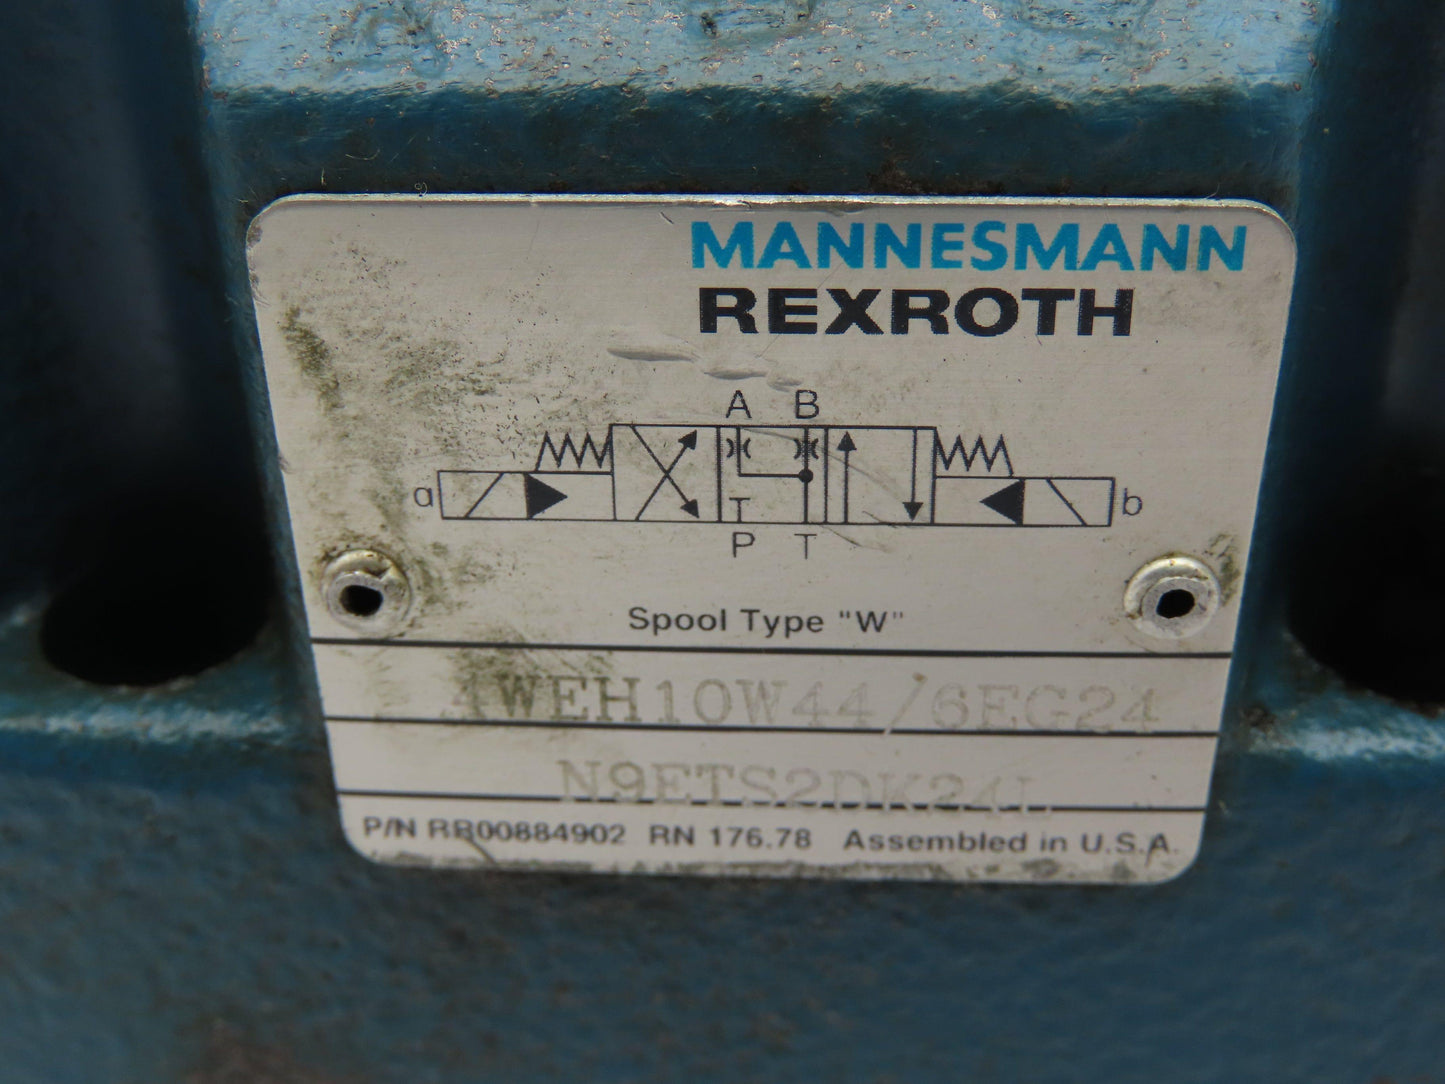 MANNESMANN
REXROTH
A B
a b
T
P T
Spool Type "W"
4WEH10W44/6EG24
N9ETS2DK24L
P/N RR00884902 RN 176.78 Assembled in U.S.A.